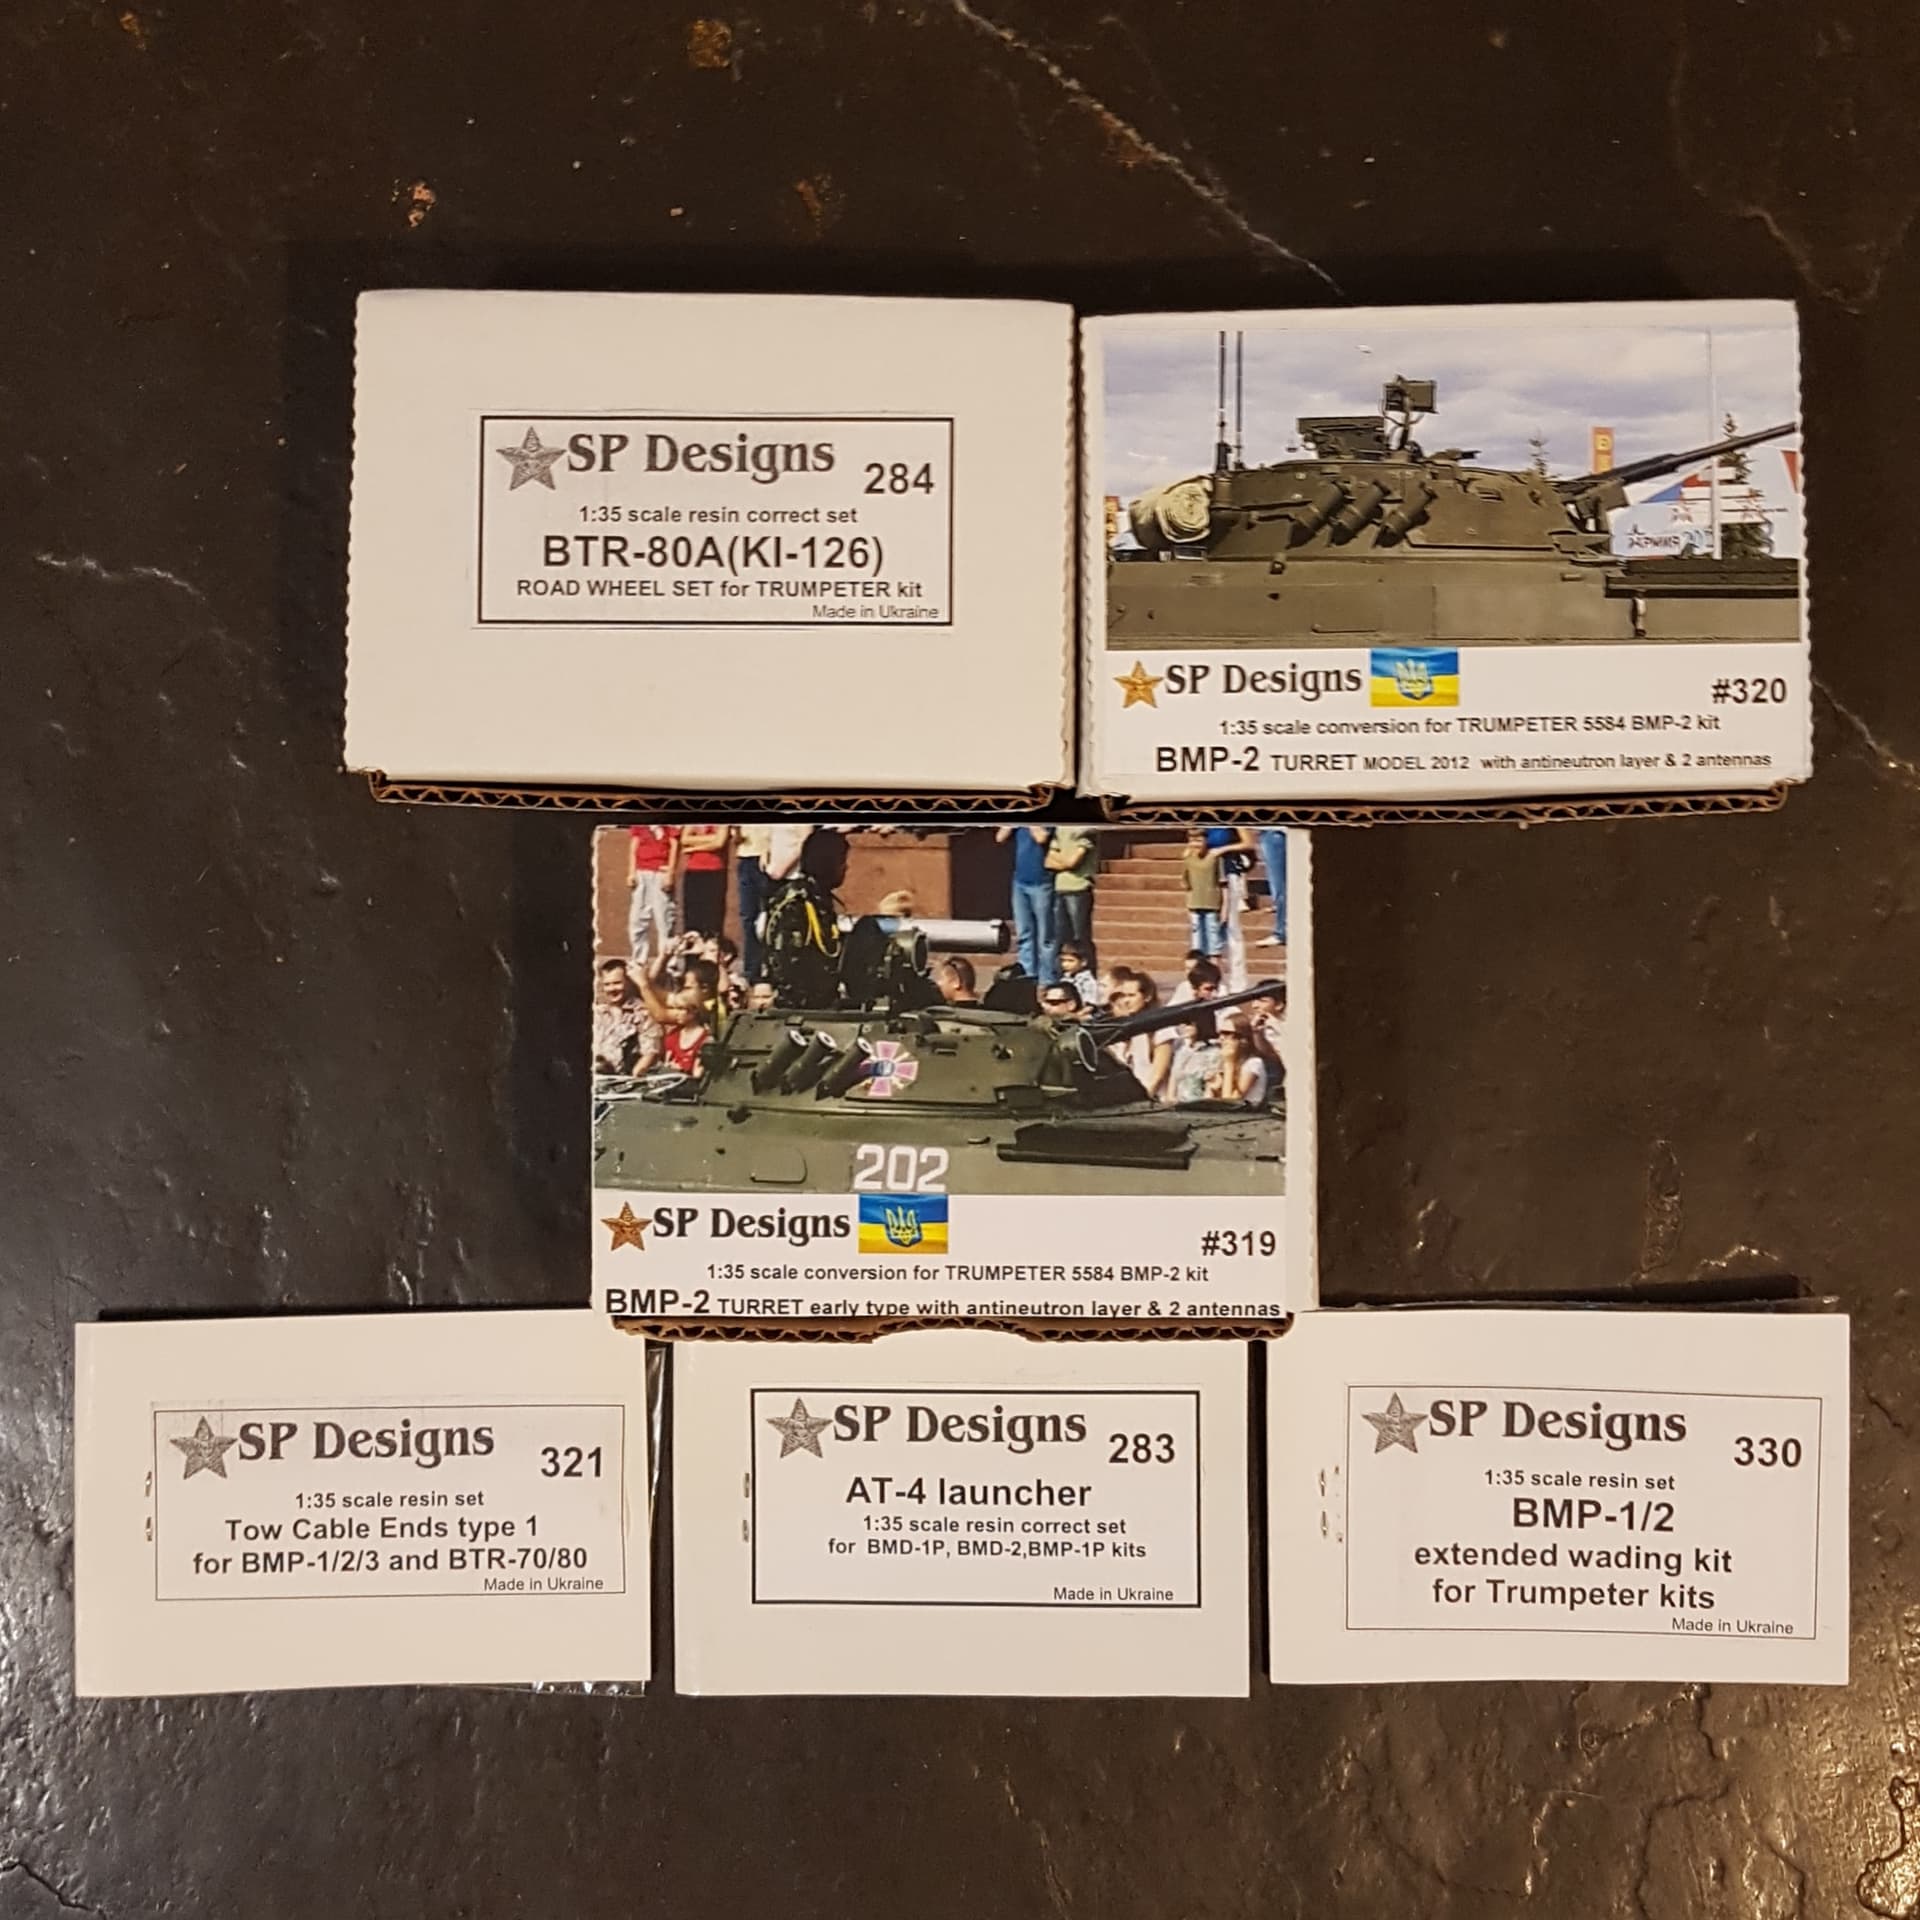 SP Designs
284
1:35 scale resin correct set
BTR-80A(KI-126)
ROAD WHEEL SET for TRUMPETER kit
Made in Ukraine
SP Designs
#320
1:35 scale conversion for TRUMPETER 5584 BMP-2 kit
BMP-2 TURRET MODEL 2012 with antineutron layer & 2 antennas
202
SP Designs
#319
1:35 scale conversion for TRUMPETER 5584 BMP-2 kit
BMP-2 TURRET early type with antineutron layer & 2 antennas
SP Designs
321
1:35 scale resin set
Tow Cable Ends type 1
for BMP-1/2/3 and BTR-70/80
Made in Ukraine
SP Designs
283
AT-4 launcher
1:35 scale resin correct set
for BMD-1P, BMD-2,BMP-1P kits
Made in Ukraine
SP Designs
330
1:35 scale resin set
BMP-1/2
extended wading kit
for Trumpeter kits
Made in Ukraine